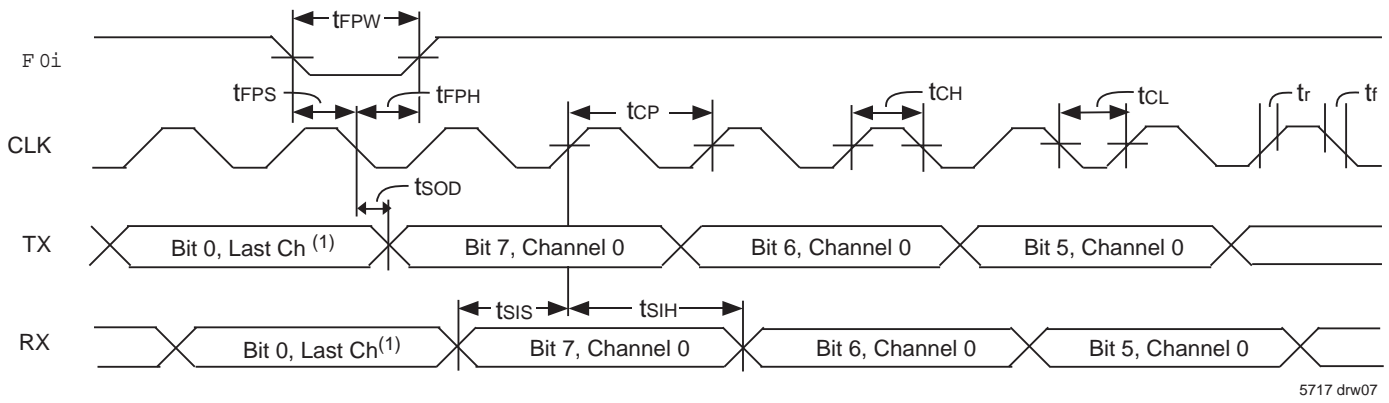 tFPW
F0i
tFPS
tFPH
tCP
tCH
tCL
tr
tf
CLK
tSOD
TX
Bit 0, Last Ch (1)
Bit 7, Channel 0
Bit 6, Channel 0
Bit 5, Channel 0
tSIS
tSIH
RX
Bit 0, Last Ch(1)
Bit 7, Channel 0
Bit 6, Channel 0
Bit 5, Channel 0
5717 drw07